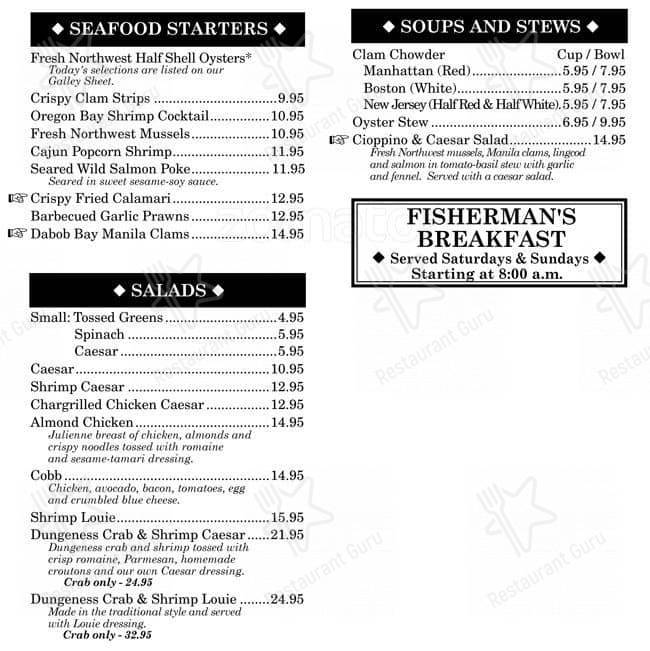 ◆ SEAFOOD STARTERS ◆
Fresh Northwest Half Shell Oysters*
Today's selections are listed on our
Galley Sheet.
Crispy Clam Strips ............................9.95
Oregon Bay Shrimp Cocktail..............10.95
Fresh Northwest Mussels..................10.95
Cajun Popcorn Shrimp......................11.95
Seared Wild Salmon Poke..................11.95
Seared in sweet sesame-soy sauce.
☞ Crispy Fried Calamari ......................12.95
Barbecued Garlic Prawns..................12.95
☞ Dabob Bay Manila Clams ..................14.95
◆ SALADS ◆
Small: Tossed Greens.........................4.95
Spinach ..................................5.95
Caesar ...................................5.95
Caesar............................................10.95
Shrimp Caesar ................................12.95
Chargrilled Chicken Caesar ..............12.95
Almond Chicken..............................14.95
Julienne breast of chicken, almonds and
crispy noodles tossed with romaine
and sesame-tamari dressing.
Cobb ..............................................14.95
Chicken, avocado, bacon, tomatoes, egg
and crumbled blue cheese.
Shrimp Louie...................................15.95
Dungeness Crab & Shrimp Caesar ......21.95
Dungeness crab and shrimp tossed with
crisp romaine, Parmesan, homemade
croutons and our own Caesar dressing.
Crab only - 24.95
Dungeness Crab & Shrimp Louie ........24.95
Made in the traditional style and served
with Louie dressing.
Crab only - 32.95
◆ SOUPS AND STEWS ◆
Clam Chowder Cup / Bowl
Manhattan (Red)....................5.95 / 7.95
Boston (White).......................5.95 / 7.95
New Jersey (Half Red & Half White).5.95 / 7.95
Oyster Stew .............................6.95 / 9.95
☞ Cioppino & Caesar Salad...................14.95
Fresh Northwest mussels, Manila clams, lingcod
and salmon in tomato-basil stew with garlic
and fennel. Served with a caesar salad.
FISHERMAN'S
BREAKFAST
◆ Served Saturdays & Sundays ◆
Starting at 8:00 a.m.
Restaurant Guru
Restaurant Guru
Restaurant Guru
Restaurant Guru
zomato